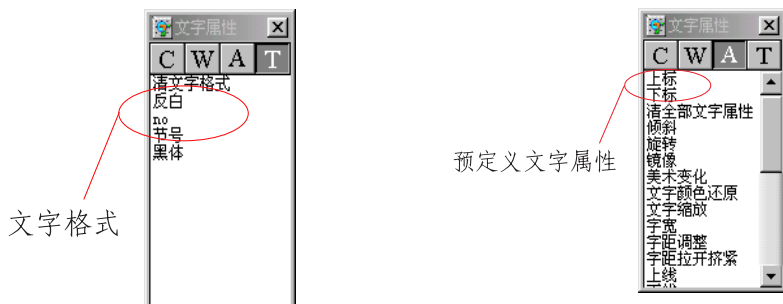 文字属性
C W A T
清文字格式
反白
no
节号
黑体
文字格式
文字属性
C W A T
上标
下标
清全部文字属性
倾斜
旋转
镜像
美术变化
文字颜色还原
文字缩放
字宽
字距调整
字距拉开挤紧
上线
预定义文字属性